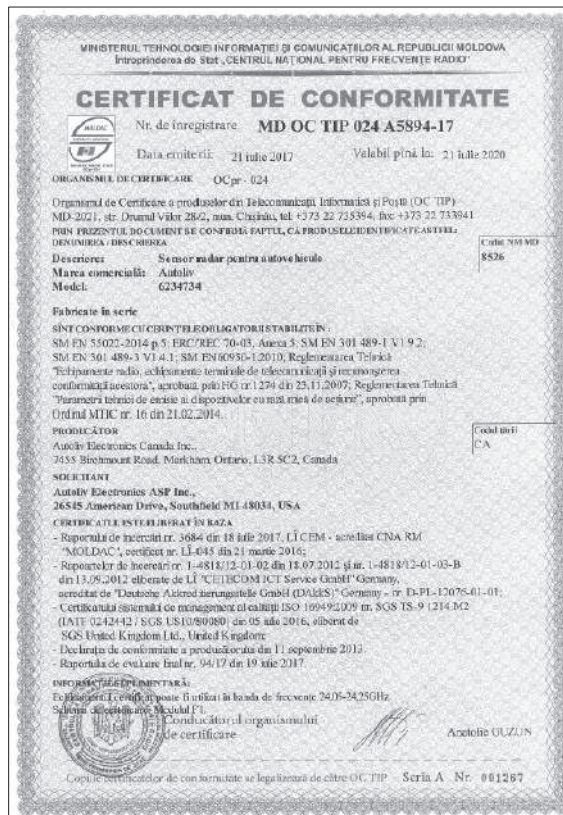 MINISTERUL TEHNOLOGIEI INFORMAȚIEI ȘI COMUNICAȚIILOR AL REPUBLICII MOLDOVA
Întreprinderea de Stat „CENTRUL NAȚIONAL PENTRU FRECVENȚE RADIO"
CERTIFICAT DE CONFORMITATE
MOLDAC
Nr. de înregistrare MD OC TIP 024 A5894-17
Data emiterii: 21 iulie 2017 Valabil pînă la: 21 iulie 2020
ORGANISMUL DE CERTIFICARE OCpr - 024
Organismul de Certificare a produselor din Telecomunicații, Informatică și Poștă (OC TIP)
MD-2021, str. Drumul Viilor 28/2, mun. Chișinău, tel: +373 22 735394, fax: +373 22 733941
PRIN PREZENTUL DOCUMENT SE CONFIRMĂ FAPTUL, CĂ PRODUSELE IDENTIFICATE ASTFEL:
DENUMIREA / DESCRIEREA
Codul NM MD
8526
Descrierea: Sensor radar pentru autovehicule
Marca comercială: Autoliv
Model: 6234734
Fabricate în serie
SÎNT CONFORME CU CERINȚELE OBLIGATORII STABILITE ÎN:
SM EN 55022-2014 p.5; ERC/REC 70-03, Anexa 5; SM EN 301 489-1 V1.9.2;
SM EN 301 489-3 V1.4.1; SM EN60950-1:2010; Reglementarea Tehnică
"Echipamente radio, echipamente terminale de telecomunicații și recunoașterea
conformității acestora", aprobată prin HG nr.1274 din 23.11.2007; Reglementarea Tehnică
"Parametri tehnici de emisie ai dispozitivelor cu rază mică de acțiune", aprobată prin
Ordinul MTIC nr. 16 din 21.02.2014.
PRODUCĂTOR
Codul țării
CA
Autoliv Electronics Canada Inc.,
7455 Birchmount Road, Markham, Ontario, L3R 5C2, Canada
SOLICITANT
Autoliv Electronics ASP Inc.,
26545 American Drive, Southfield MI 48034, USA
CERTIFICATUL ESTE ELIBERAT ÎN BAZA
- Raportului de încercări nr. 3684 din 18 iulie 2017, LÎ CEM - acreditat CNA RM
"MOLDAC", certificat nr. LÎ-045 din 21 martie 2016;
- Rapoartelor de încercări nr. 1-4818/12-01-02 din 18.07.2012 și nr. 1-4818/12-01-03-B
din 13.09.2012 eliberate de LÎ "CETECOM ICT Service GmbH" Germany,
acreditat de "Deutsche Akkreditierungsstelle GmbH (DAkkS)" Germany - nr. D-PL-12076-01-01;
- Certificatului sistemului de management al calității ISO 16949:2009 nr. SGS TS-9 1214 M2
(IATF 0242442 / SGS US10/80080) din 05 iulie 2016, eliberat de
SGS United Kingdom Ltd., United Kingdom;
- Declarația de conformitate a producătorului din 11 septembrie 2013.
- Raportului de evaluare final nr. 94/17 din 19 iulie 2017.
INFORMAȚIE SUPLIMENTARĂ:
Echipamentul certificat poate fi utilizat în banda de frecvențe 24,05-24,25GHz
Schema de certificare: Modulul F1.
Conducătorul organismului
de certificare
Anatolie GUZUN
Copiile certificatelor de conformitate se legalizează de către OC TIP Seria A Nr. 001267